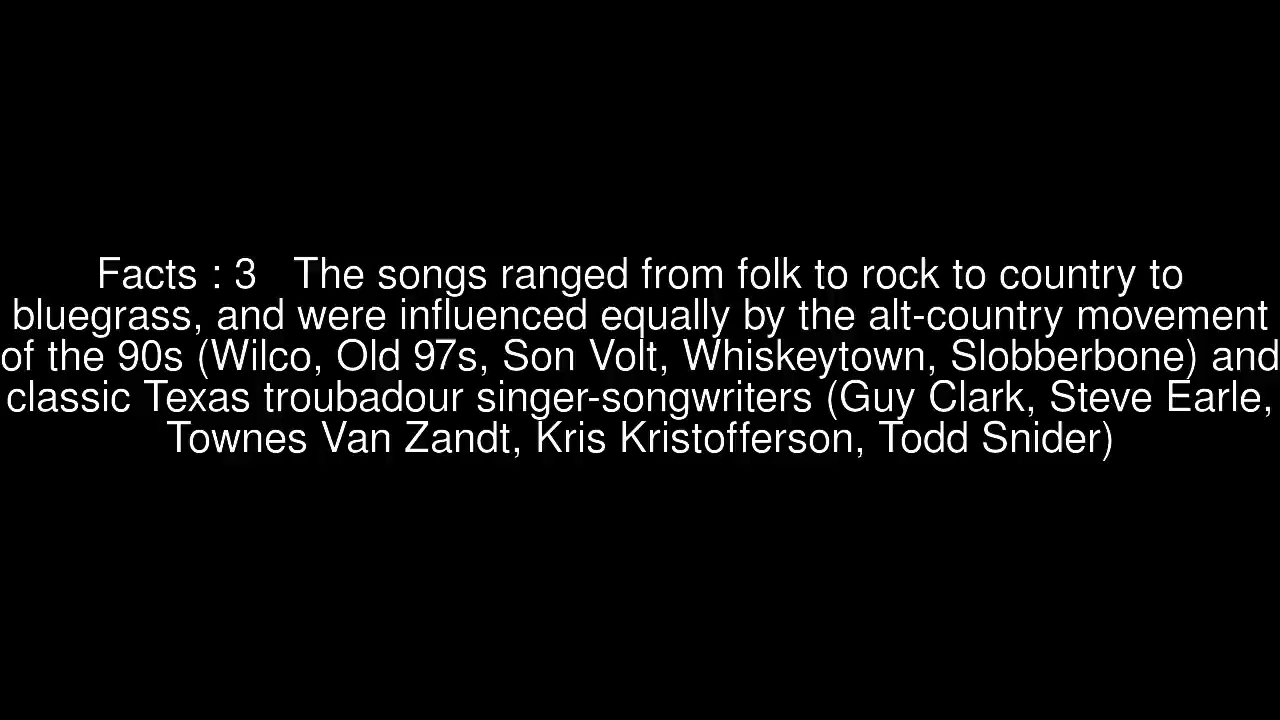 Facts : 3   The songs ranged from folk to rock to country to
bluegrass, and were influenced equally by the alt-country movement
of the 90s (Wilco, Old 97s, Son Volt, Whiskeytown, Slobberbone) and
classic Texas troubadour singer-songwriters (Guy Clark, Steve Earle,
Townes Van Zandt, Kris Kristofferson, Todd Snider)